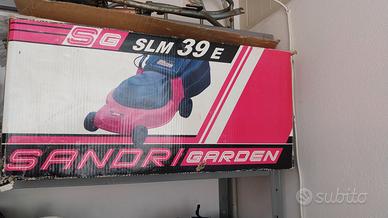 SG
SLM 39 E
SANDRI GARDEN
subito